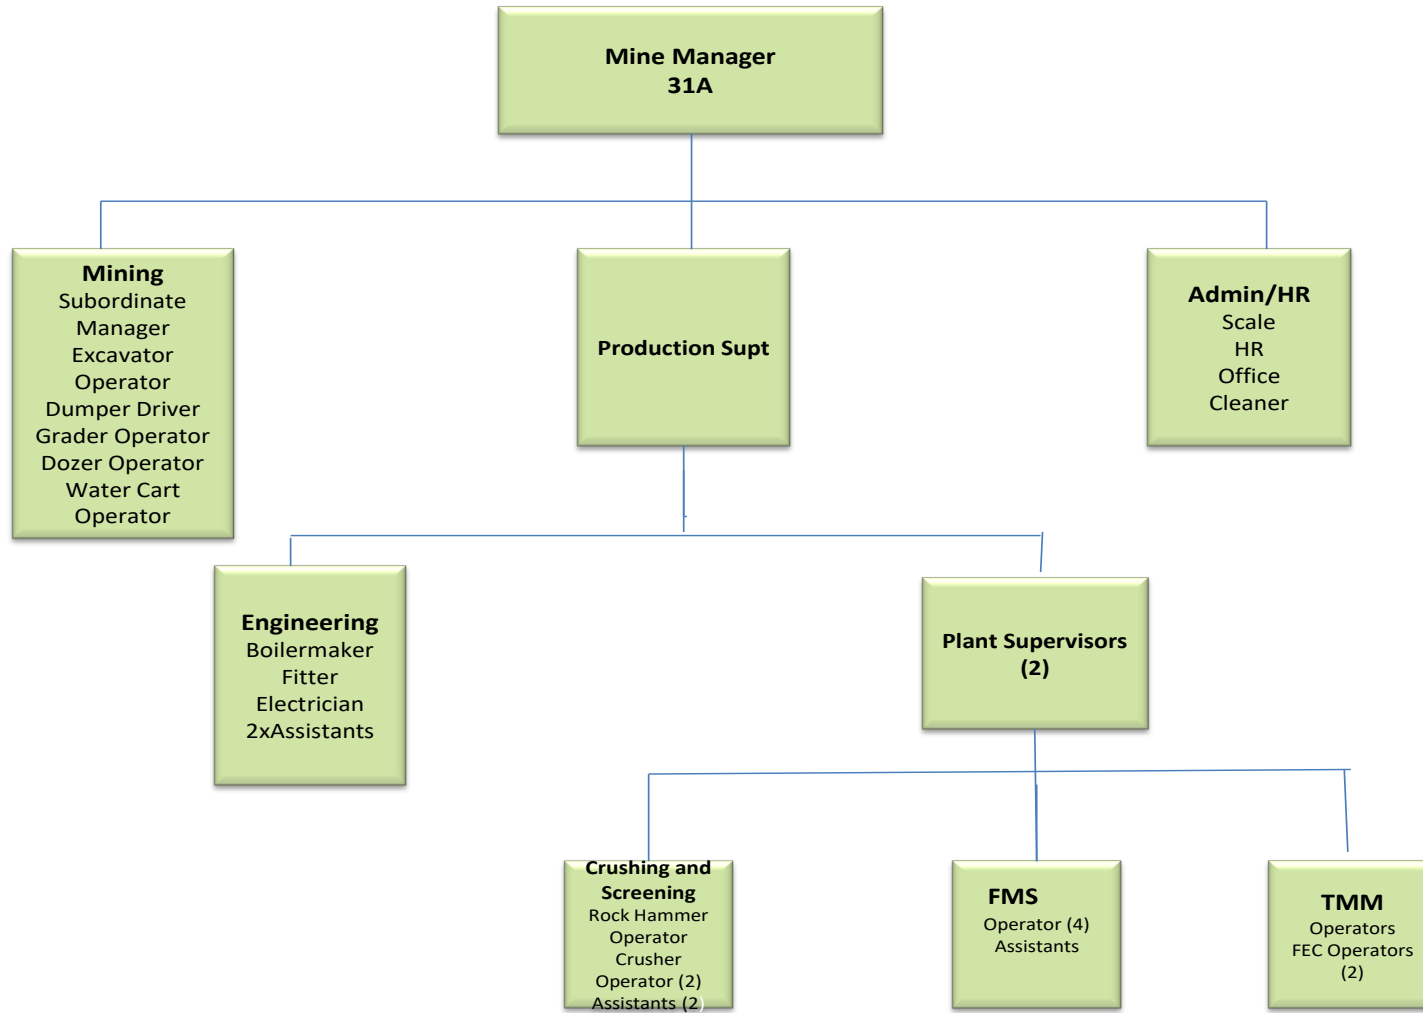 Mine Manager
31A
Mining
Subordinate
Manager
Excavator
Operator
Dumper Driver
Grader Operator
Dozer Operator
Water Cart
Operator
Production Supt
Admin/HR
Scale
HR
Office
Cleaner
Engineering
Boilermaker
Fitter
Electrician
2xAssistants
Plant Supervisors
(2)
Crushing and
Screening
Rock Hammer
Operator
Crusher
Operator (2)
Assistants (2)
FMS
Operator (4)
Assistants
TMM
Operators
FEC Operators
(2)